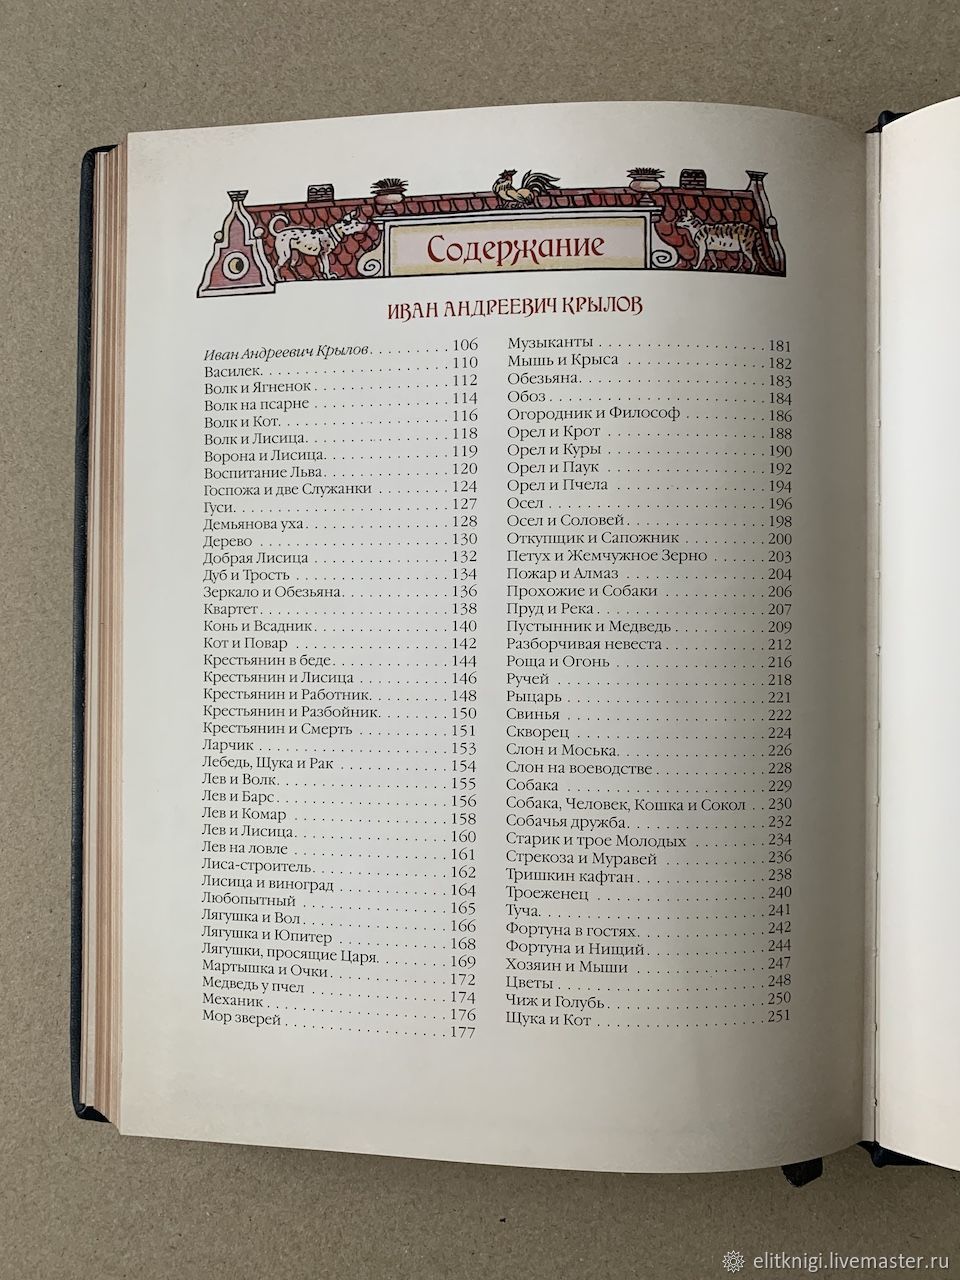 Содержание
ИВАН АНДРЕЕВИЧ КРЫЛОВ
Иван Андреевич Крылов. . . . . . . . . 106
Василек. . . . . . . . . . . . . . . . . . . 110
Волк и Ягненок . . . . . . . . . . . . . . 112
Волк на псарне . . . . . . . . . . . . . . 114
Волк и Кот. . . . . . . . . . . . . . . . . 116
Волк и Лисица. . . . . . . . . . . . . . . 118
Ворона и Лисица. . . . . . . . . . . . . 119
Воспитание Льва. . . . . . . . . . . . . 120
Госпожа и две Служанки . . . . . . . . 124
Гуси. . . . . . . . . . . . . . . . . . . . . 127
Демьянова уха. . . . . . . . . . . . . . . 128
Дерево . . . . . . . . . . . . . . . . . . . 130
Добрая Лисица . . . . . . . . . . . . . . 132
Дуб и Трость . . . . . . . . . . . . . . . . 134
Зеркало и Обезьяна. . . . . . . . . . . . 136
Квартет. . . . . . . . . . . . . . . . . . . 138
Конь и Всадник. . . . . . . . . . . . . . 140
Кот и Повар . . . . . . . . . . . . . . . . 142
Крестьянин в беде. . . . . . . . . . . . . 144
Крестьянин и Лисица . . . . . . . . . . 146
Крестьянин и Работник. . . . . . . . . 148
Крестьянин и Разбойник. . . . . . . . 150
Крестьянин и Смерть . . . . . . . . . . 151
Ларчик . . . . . . . . . . . . . . . . . . . 153
Лебедь, Щука и Рак . . . . . . . . . . . 154
Лев и Волк. . . . . . . . . . . . . . . . . 155
Лев и Барс. . . . . . . . . . . . . . . . . 156
Лев и Комар . . . . . . . . . . . . . . . . 158
Лев и Лисица. . . . . . . . . . . . . . . . 160
Лев на ловле . . . . . . . . . . . . . . . . 161
Лиса-строитель. . . . . . . . . . . . . . 162
Лисица и виноград . . . . . . . . . . . . 164
Любопытный . . . . . . . . . . . . . . . 165
Лягушка и Вол. . . . . . . . . . . . . . . 166
Лягушка и Юпитер . . . . . . . . . . . . 168
Лягушки, просящие Царя. . . . . . . . 169
Мартышка и Очки. . . . . . . . . . . . . 172
Медведь у пчел . . . . . . . . . . . . . . 174
Механик . . . . . . . . . . . . . . . . . . 176
Мор зверей . . . . . . . . . . . . . . . . 177
Музыканты . . . . . . . . . . . . . . . . 181
Мышь и Крыса . . . . . . . . . . . . . . 182
Обезьяна. . . . . . . . . . . . . . . . . . 183
Обоз . . . . . . . . . . . . . . . . . . . . 184
Огородник и Философ . . . . . . . . . 186
Орел и Крот . . . . . . . . . . . . . . . . 188
Орел и Куры . . . . . . . . . . . . . . . . 190
Орел и Паук . . . . . . . . . . . . . . . . 192
Орел и Пчела . . . . . . . . . . . . . . . 194
Осел . . . . . . . . . . . . . . . . . . . . 196
Осел и Соловей. . . . . . . . . . . . . . 198
Откупщик и Сапожник . . . . . . . . . 200
Петух и Жемчужное Зерно . . . . . . 203
Пожар и Алмаз . . . . . . . . . . . . . . 204
Прохожие и Собаки . . . . . . . . . . . 206
Пруд и Река. . . . . . . . . . . . . . . . . 207
Пустынник и Медведь . . . . . . . . . . 209
Разборчивая невеста . . . . . . . . . . . 212
Роща и Огонь . . . . . . . . . . . . . . . 216
Ручей . . . . . . . . . . . . . . . . . . . . 218
Рыцарь . . . . . . . . . . . . . . . . . . . 221
Свинья . . . . . . . . . . . . . . . . . . . 222
Скворец . . . . . . . . . . . . . . . . . . 224
Слон и Моська. . . . . . . . . . . . . . . 226
Слон на воеводстве . . . . . . . . . . . . 228
Собака . . . . . . . . . . . . . . . . . . . 229
Собака, Человек, Кошка и Сокол . . 230
Собачья дружба. . . . . . . . . . . . . . 232
Старик и трое Молодых . . . . . . . . 234
Стрекоза и Муравей . . . . . . . . . . . 236
Тришкин кафтан . . . . . . . . . . . . . 238
Троеженец . . . . . . . . . . . . . . . . . 240
Туча. . . . . . . . . . . . . . . . . . . . . 241
Фортуна в гостях. . . . . . . . . . . . . 242
Фортуна и Нищий. . . . . . . . . . . . 244
Хозяин и Мыши . . . . . . . . . . . . . 247
Цветы . . . . . . . . . . . . . . . . . . . . 248
Чиж и Голубь. . . . . . . . . . . . . . . . 250
Щука и Кот . . . . . . . . . . . . . . . . 251
elitknigi.livemaster.ru